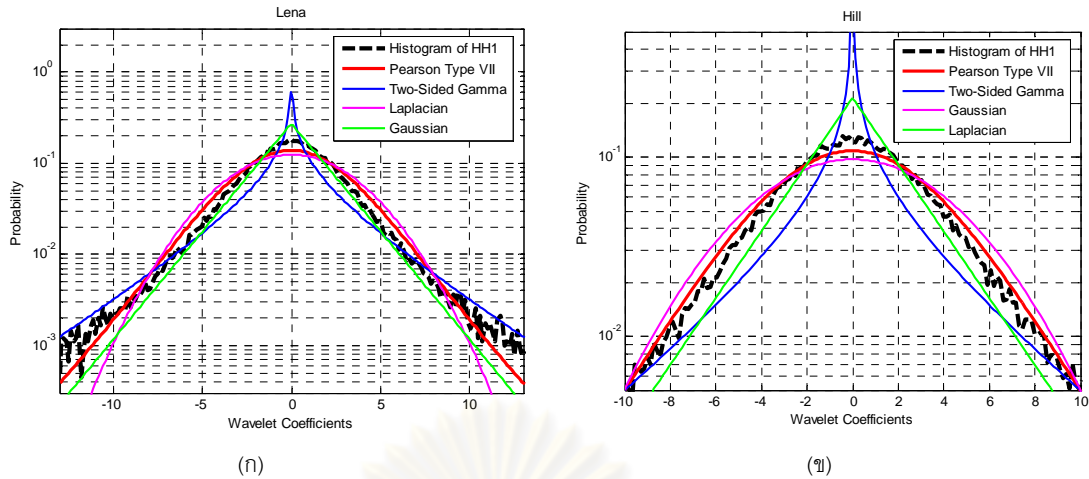 Lena
Histogram of HH1
Pearson Type VII
Two-Sided Gamma
Laplacian
Gaussian
10^0
10^-1
10^-2
10^-3
Probability
-10
-5
0
5
10
Wavelet Coefficients
(ก)
Hill
Histogram of HH1
Pearson Type VII
Two-Sided Gamma
Gaussian
Laplacian
10^-1
10^-2
Probability
-10
-8
-6
-4
-2
0
2
4
6
8
10
Wavelet Coefficients
(ข)